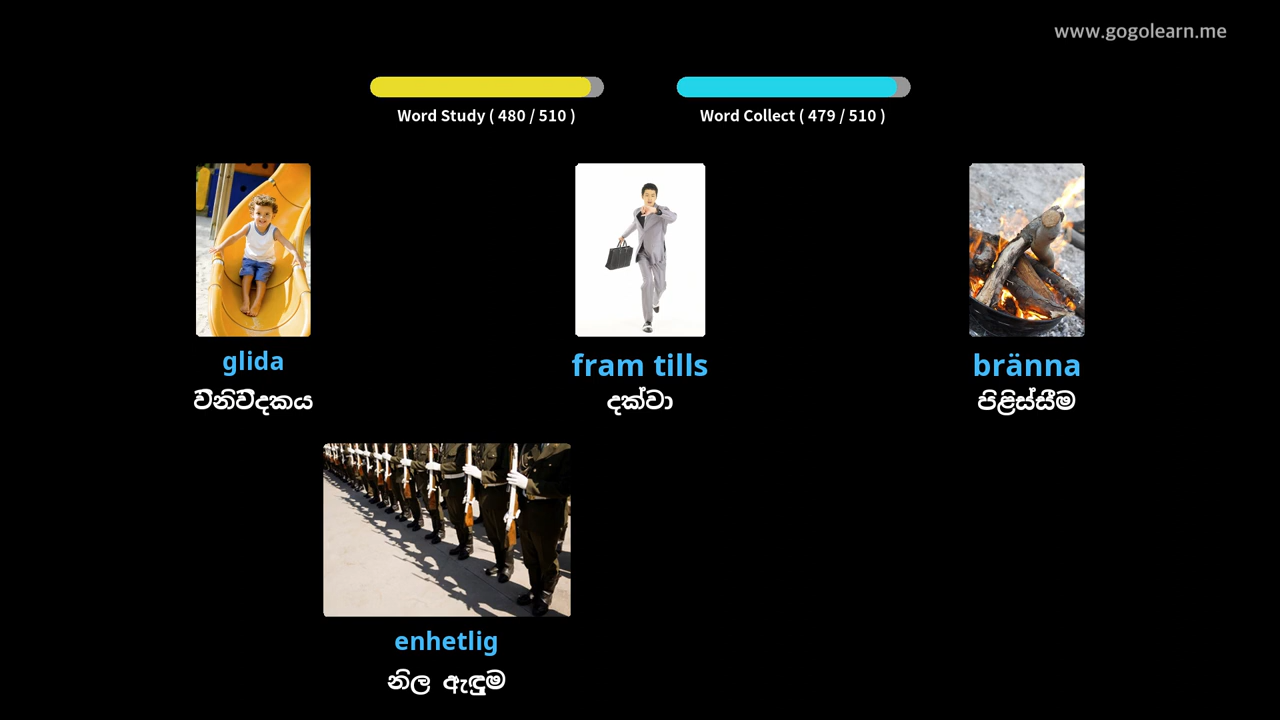 www.gogolearn.me
Word Study ( 480 / 510 )
Word Collect ( 479 / 510 )
glida
විනිවිදකය
fram tills
දක්වා
bränna
පිළිස්සීම
enhetlig
නිල ඇඳුම